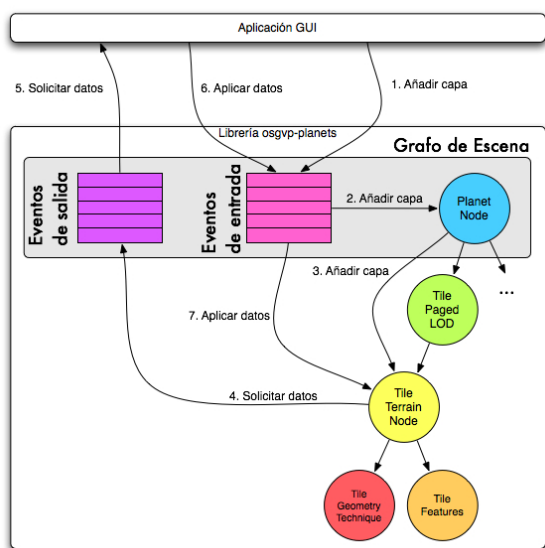 Aplicación GUI
5. Solicitar datos
6. Aplicar datos
1. Añadir capa
Librería osgvp-planets
Grafo de Escena
Eventos
de salida
Eventos
de entrada
2. Añadir capa
Planet
Node
3. Añadir capa
...
Tile
Paged
LOD
7. Aplicar datos
4. Solicitar datos
Tile
Terrain
Node
Tile
Geometry
Technique
Tile
Features